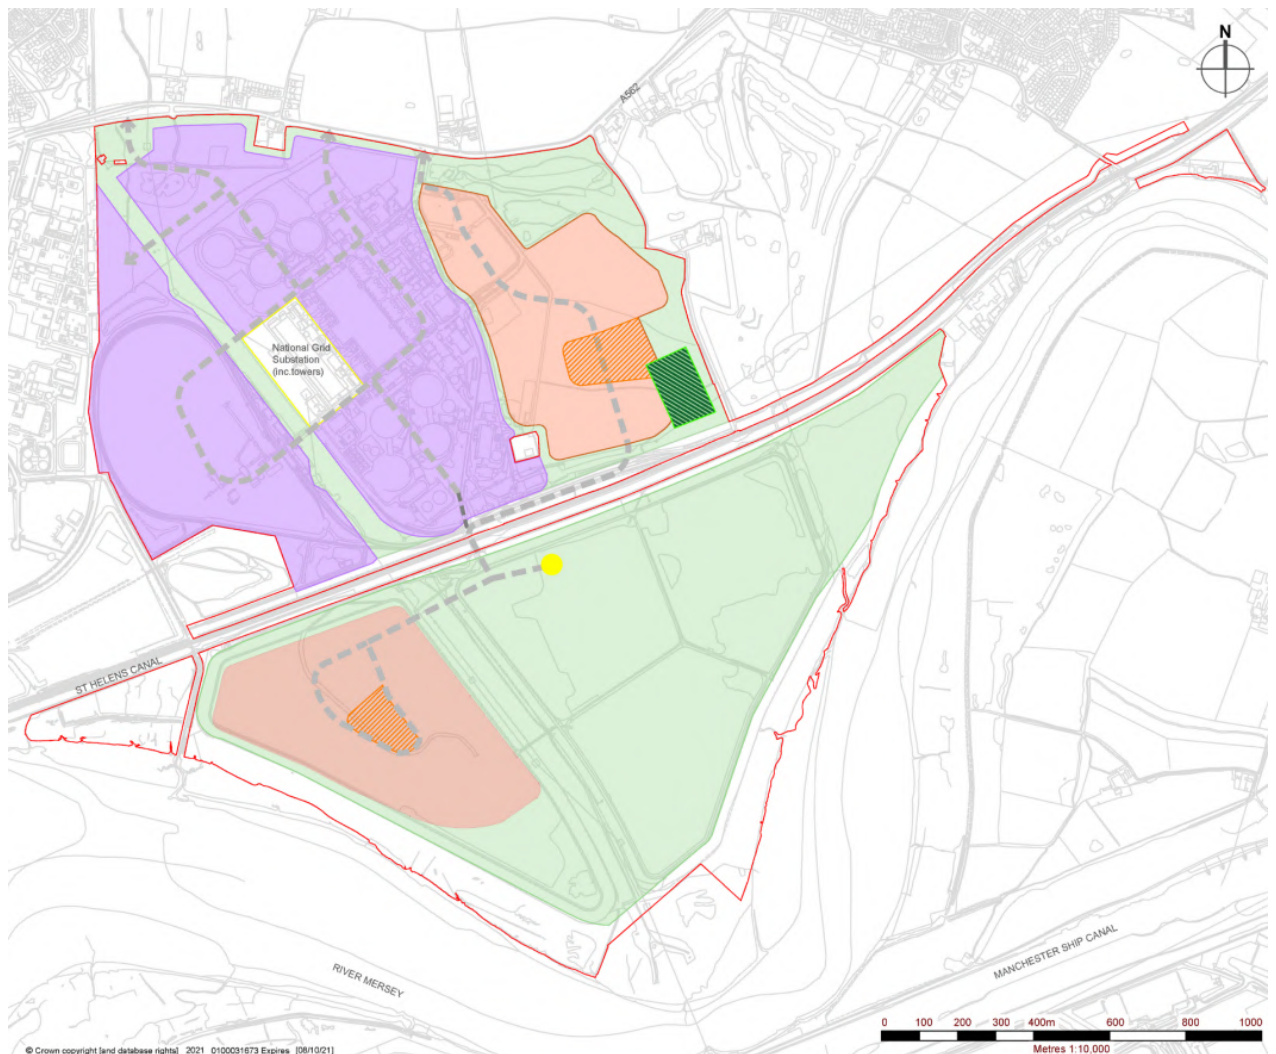 N
A562
National Grid
Substation
(inc.towers)
ST HELENS CANAL
RIVER MERSEY
MANCHESTER SHIP CANAL
0 100 200 300 400m 600 800 1000
Metres 1:10,000
© Crown copyright [and database rights] 2021 0100031673 Expires [08/10/21]